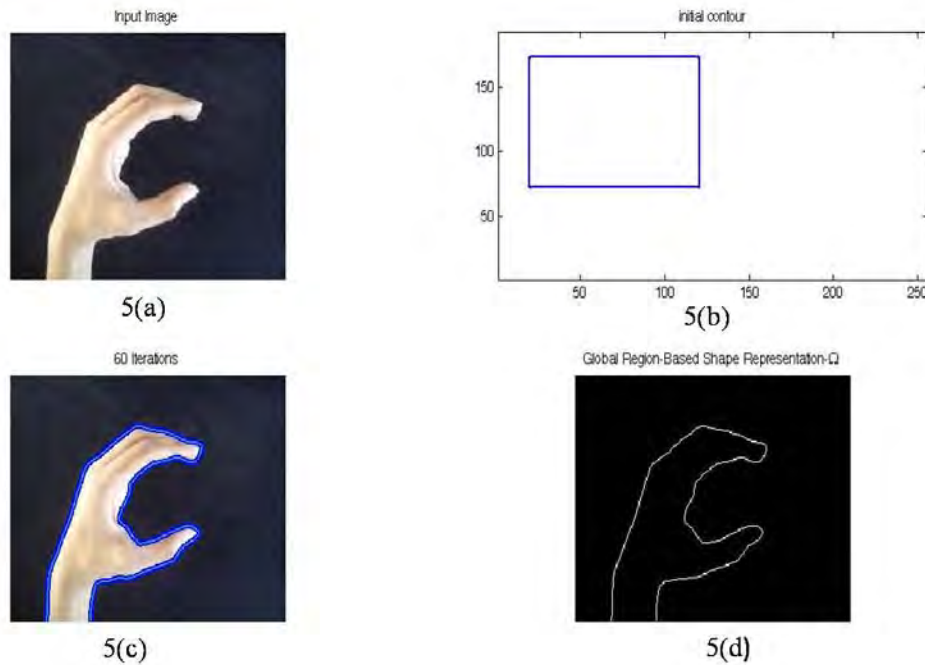 Input Image
initial contour
150
100
50
50
100
150
200
250
5(a)
5(b)
60 Iterations
Global Region-Based Shape Representation-Ω
5(c)
5(d)